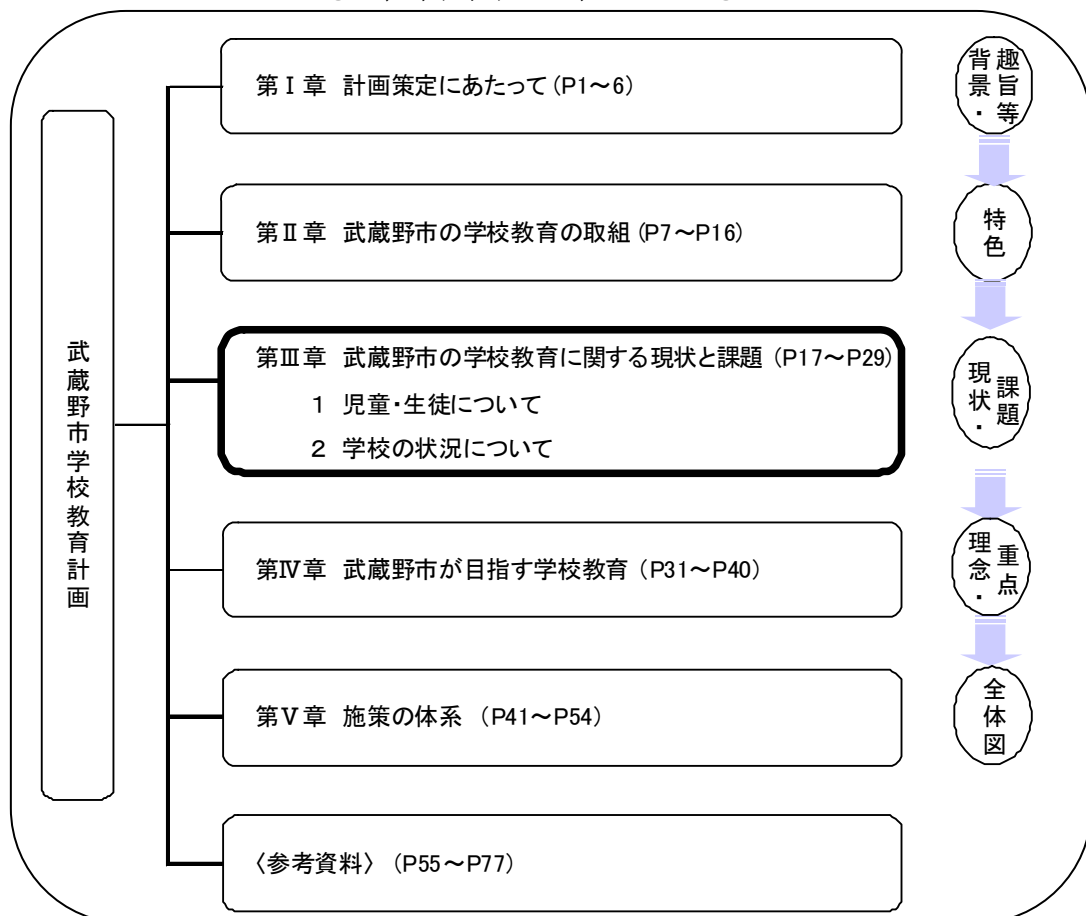 武蔵野市学校教育計画
第Ⅰ章 計画策定にあたって(P1～6)
第Ⅱ章 武蔵野市の学校教育の取組(P7～P16)
第Ⅲ章 武蔵野市の学校教育に関する現状と課題(P17～P29)
1 児童・生徒について
2 学校の状況について
第Ⅳ章 武蔵野市が目指す学校教育(P31～P40)
第Ⅴ章 施策の体系 (P41～P54)
〈参考資料〉(P55～P77)
背景・
趣旨等
特色
現状・
課題
理念・
重点
全体図